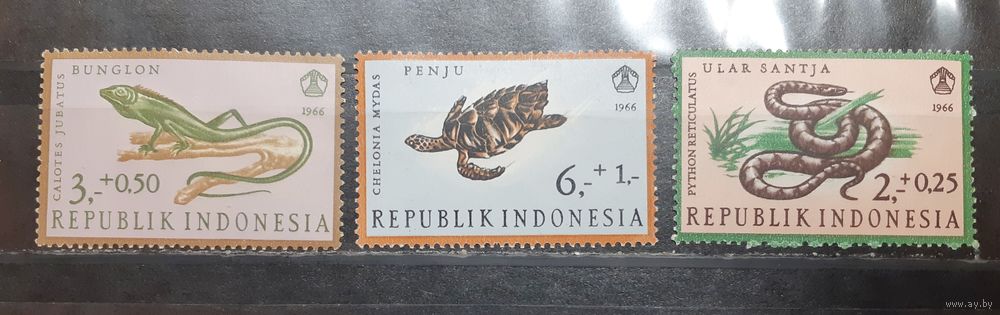 BUNGLON
CALOTES JUBATUS
1966
3,- +0,50
REPUBLIK INDONESIA
PENJU
CHELONIA MYDAS
1966
6,- + 1,-
REPUBLIK INDONESIA
ULAR SANTJA
PYTHON RETICULATUS
1966
2,- +0,25
REPUBLIK INDONESIA
www.ay.by